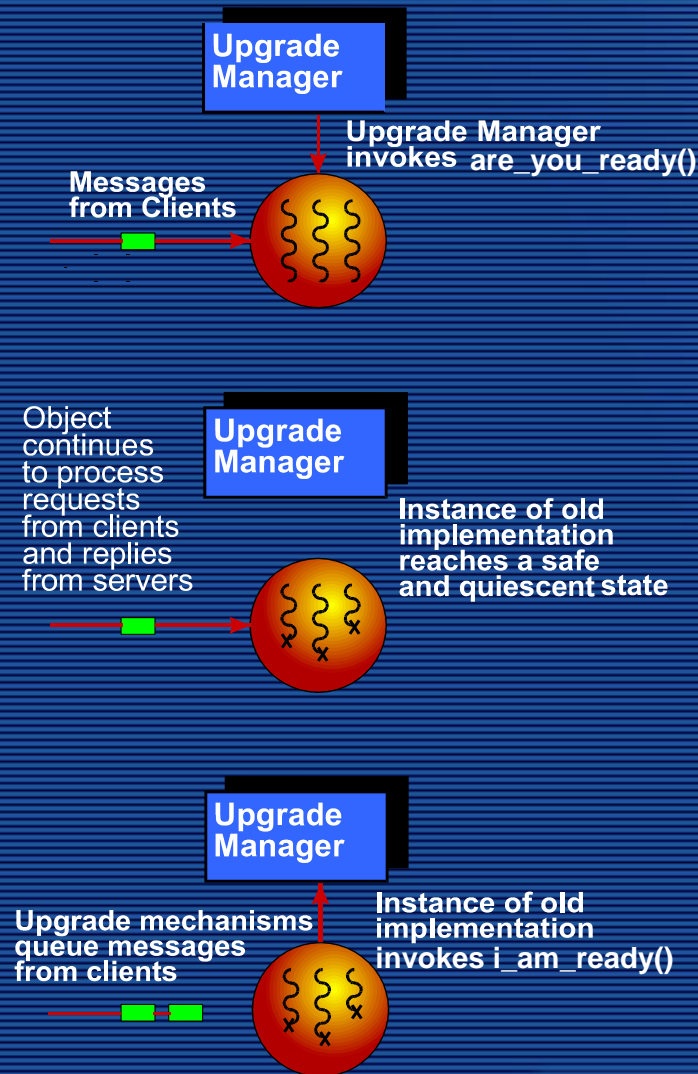 Upgrade
Manager
Upgrade Manager
invokes are_you_ready()
Messages
from Clients
Object
continues
to process
requests
from clients
and replies
from servers
Upgrade
Manager
Instance of old
implementation
reaches a safe
and quiescent state
Upgrade
Manager
Upgrade mechanisms
queue messages
from clients
Instance of old
implementation
invokes i_am_ready()